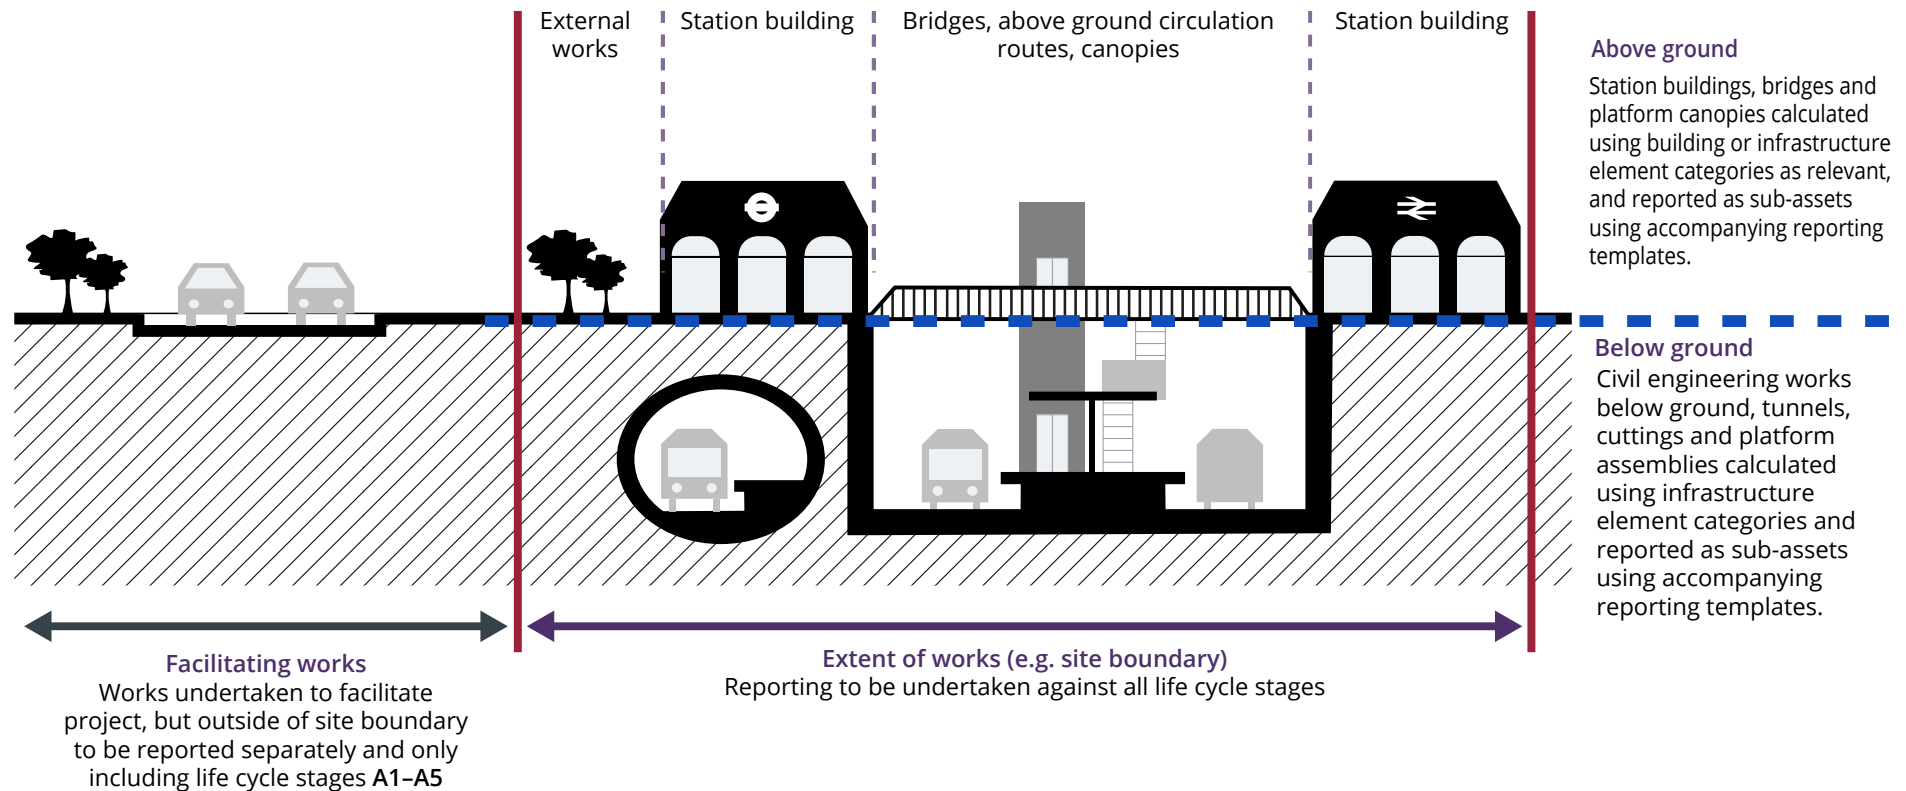 External
works
Station building
Bridges, above ground circulation
routes, canopies
Station building
Above ground
Station buildings, bridges and
platform canopies calculated
using building or infrastructure
element categories as relevant,
and reported as sub-assets
using accompanying reporting
templates.
Below ground
Civil engineering works
below ground, tunnels,
cuttings and platform
assemblies calculated
using infrastructure
element categories and
reported as sub-assets
using accompanying
reporting templates.
Facilitating works
Works undertaken to facilitate
project, but outside of site boundary
to be reported separately and only
including life cycle stages A1–A5
Extent of works (e.g. site boundary)
Reporting to be undertaken against all life cycle stages